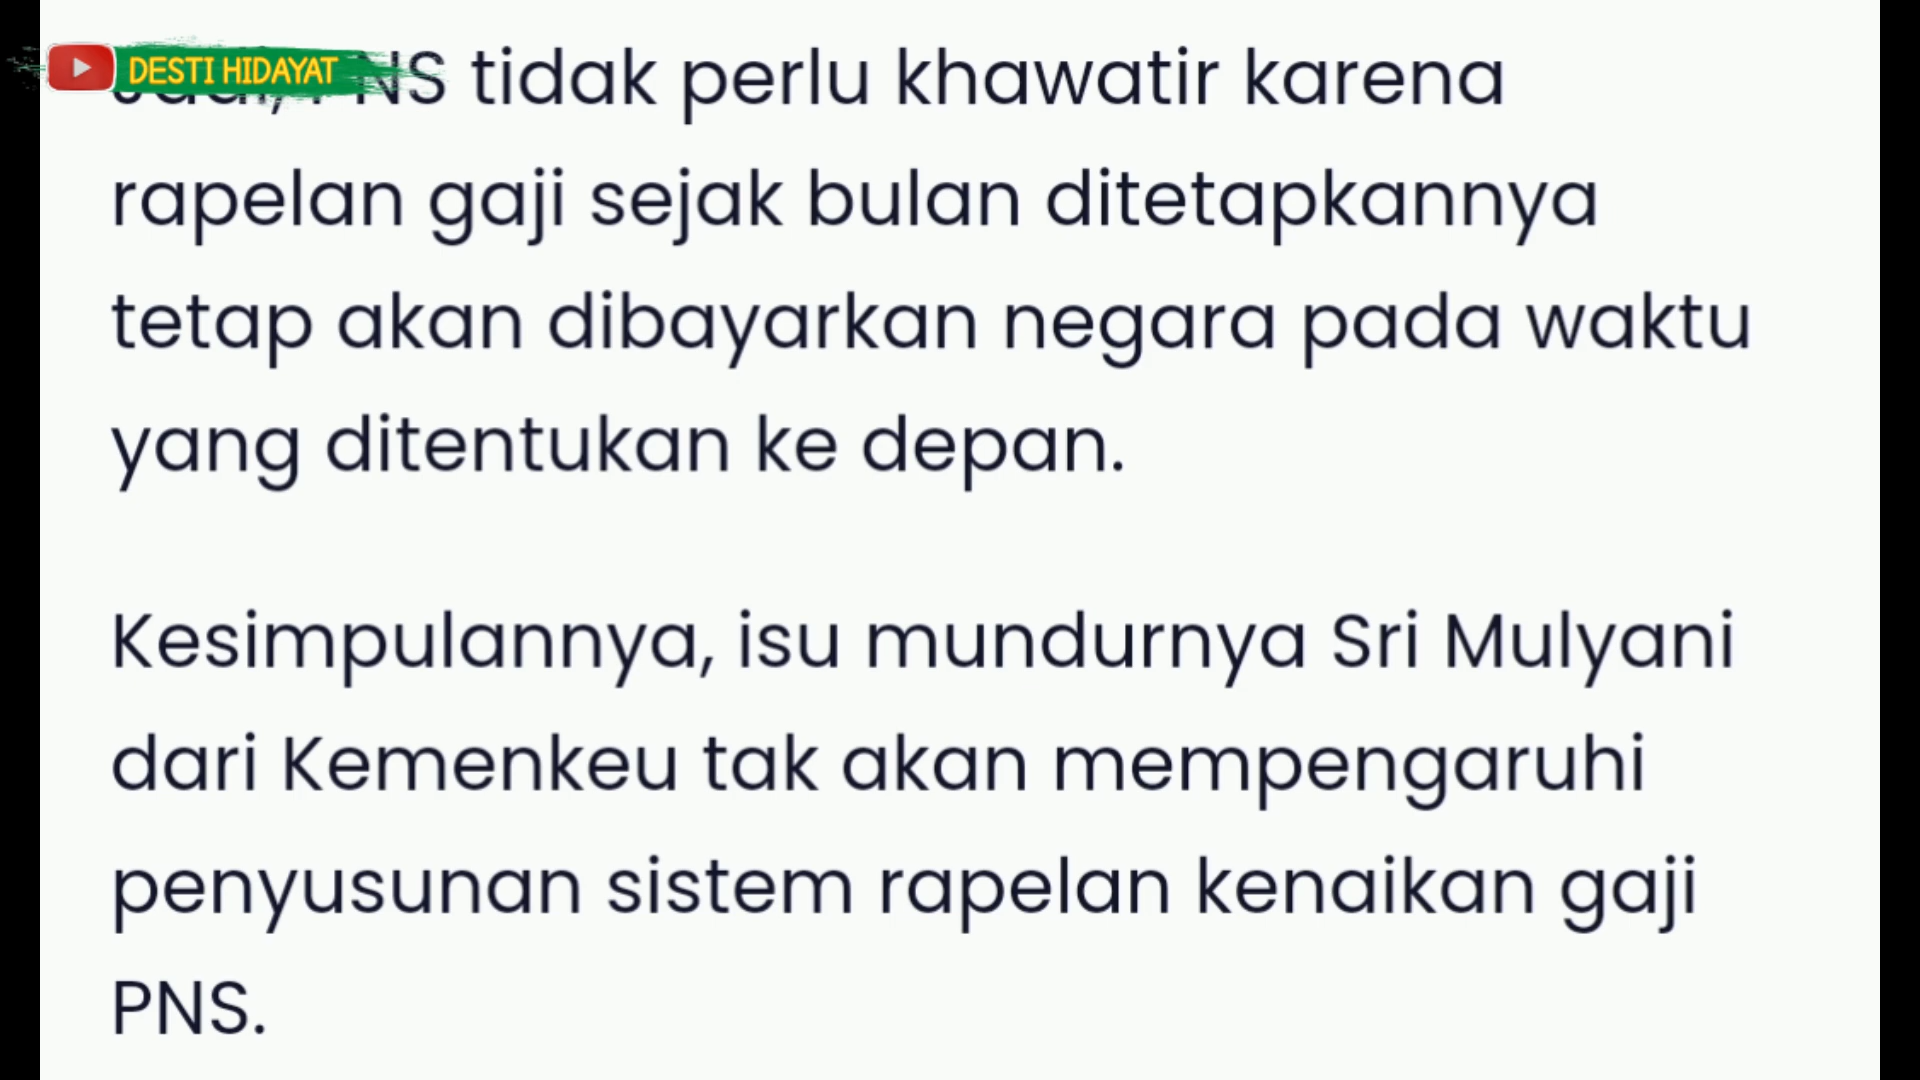 DESTI HIDAYAT
PNS tidak perlu khawatir karena
rapelan gaji sejak bulan ditetapkannya
tetap akan dibayarkan negara pada waktu
yang ditentukan ke depan.
Kesimpulannya, isu mundurnya Sri Mulyani
dari Kemenkeu tak akan mempengaruhi
penyusunan sistem rapelan kenaikan gaji
PNS.